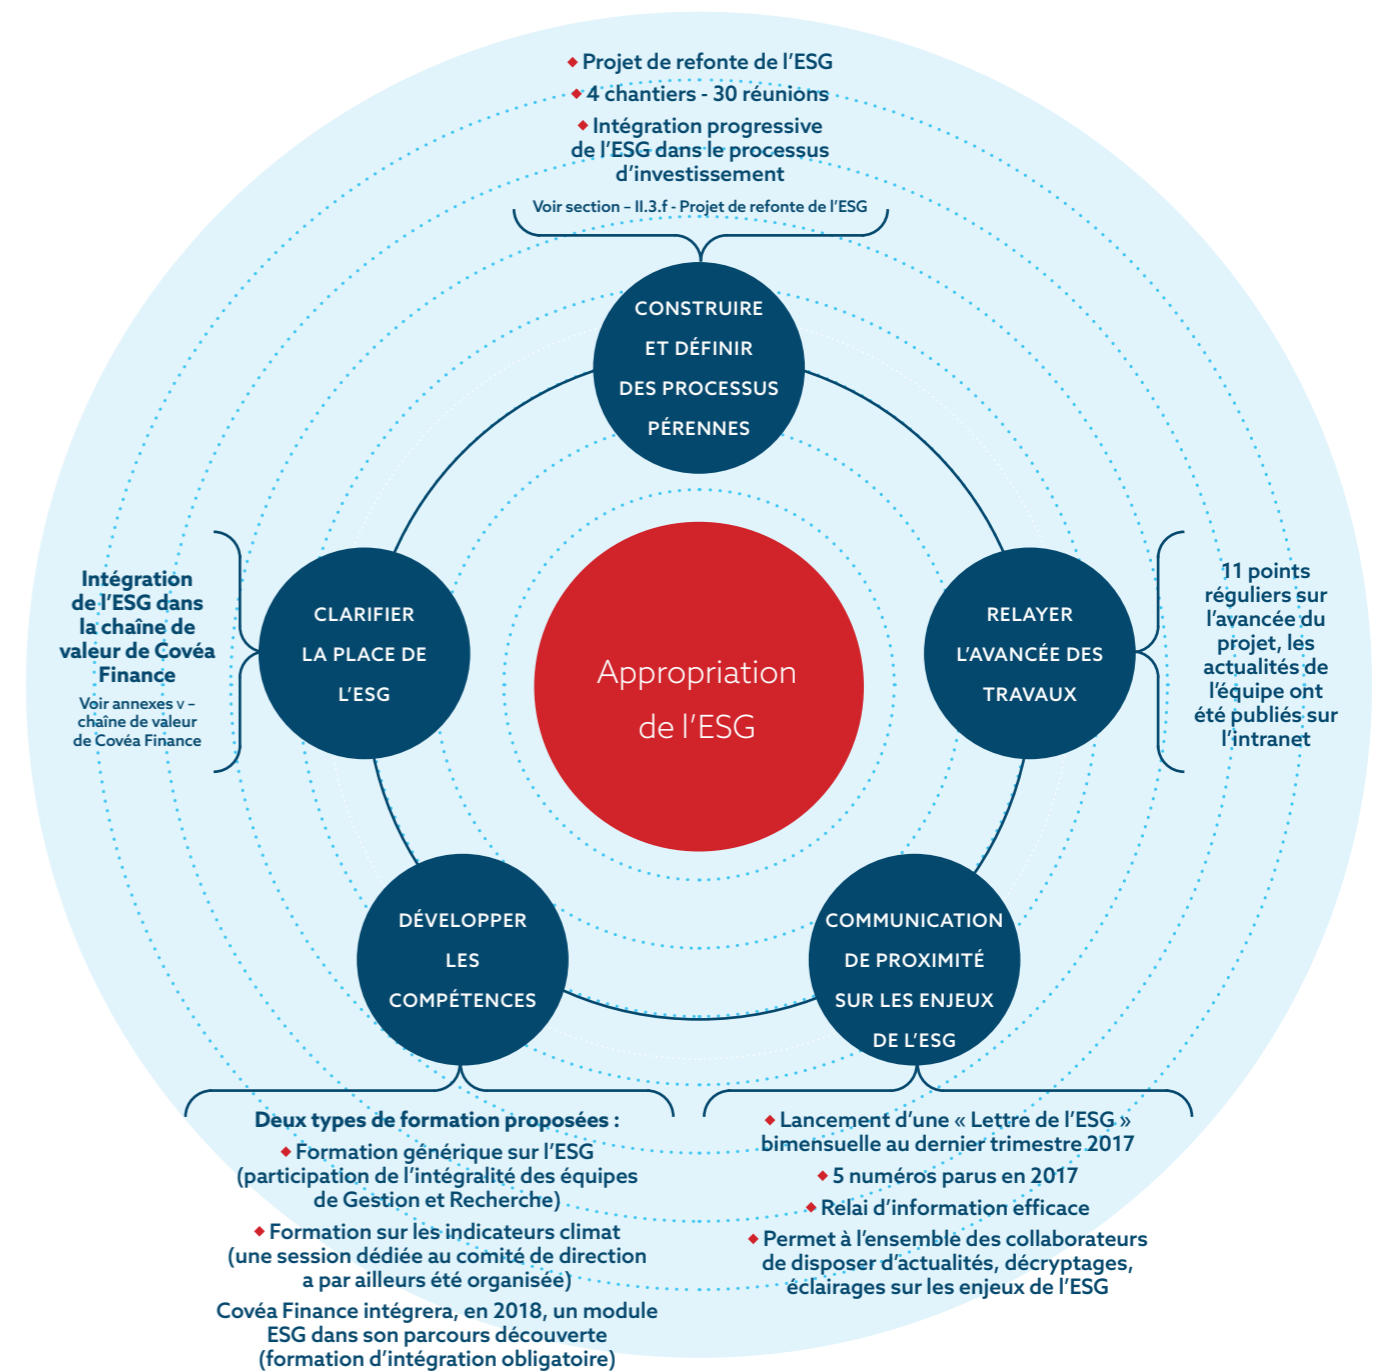 ◆ Projet de refonte de l’ESG
◆ 4 chantiers - 30 réunions
◆ Intégration progressive
de l’ESG dans le processus
d’investissement
Voir section – II.3.f - Projet de refonte de l’ESG
CONSTRUIRE
ET DÉFINIR
DES PROCESSUS
PÉRENNES
Intégration
de l’ESG dans
la chaîne de
valeur de Covéa
Finance
Voir annexes v –
chaîne de valeur
de Covéa Finance
CLARIFIER
LA PLACE DE
L’ESG
Appropriation
de l’ESG
RELAYER
L’AVANCÉE DES
TRAVAUX
11 points
réguliers sur
l’avancée du
projet, les
actualités de
l’équipe ont
été publiés sur
l’intranet
DÉVELOPPER
LES
COMPÉTENCES
COMMUNICATION
DE PROXIMITÉ
SUR LES ENJEUX
DE L’ESG
Deux types de formation proposées :
◆ Formation générique sur l’ESG
(participation de l’intégralité des équipes
de Gestion et Recherche)
◆ Formation sur les indicateurs climat
(une session dédiée au comité de direction
a par ailleurs été organisée)
Covéa Finance intégrera, en 2018, un module
ESG dans son parcours découverte
(formation d’intégration obligatoire)
◆ Lancement d’une « Lettre de l’ESG »
bimensuelle au dernier trimestre 2017
◆ 5 numéros parus en 2017
◆ Relai d’information efficace
◆ Permet à l’ensemble des collaborateurs
de disposer d’actualités, décryptages,
éclairages sur les enjeux de l’ESG